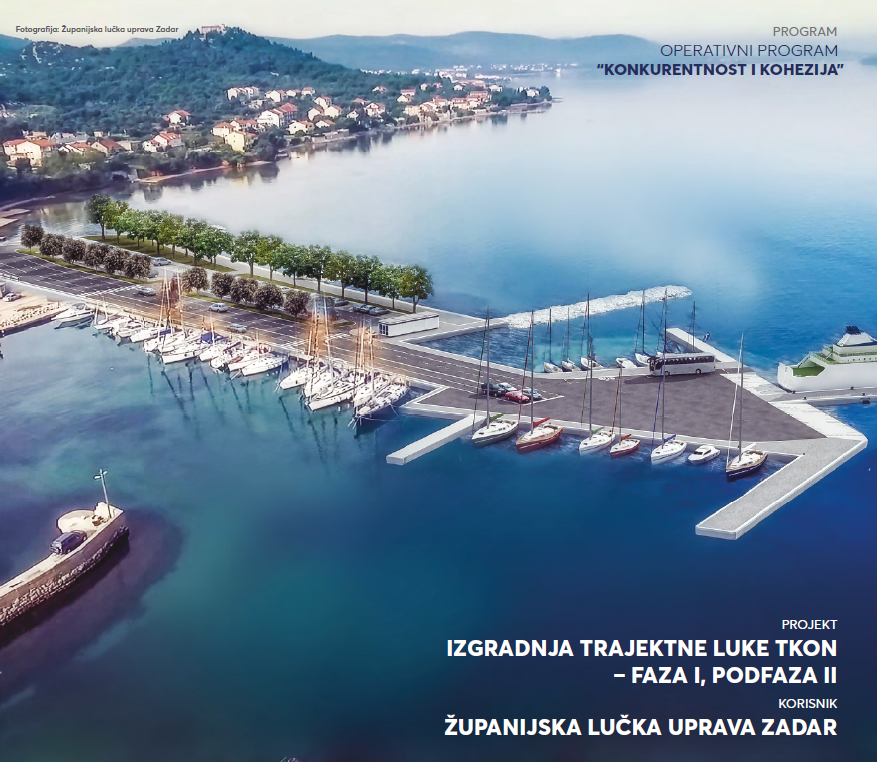 Fotografija: Županijska lučka uprava Zadar
PROGRAM
OPERATIVNI PROGRAM
“KONKURENTNOST I KOHEZIJA”
PROJEKT
IZGRADNJA TRAJEKTNE LUKE TKON
– FAZA I, PODFAZA II
KORISNIK
ŽUPANIJSKA LUČKA UPRAVA ZADAR